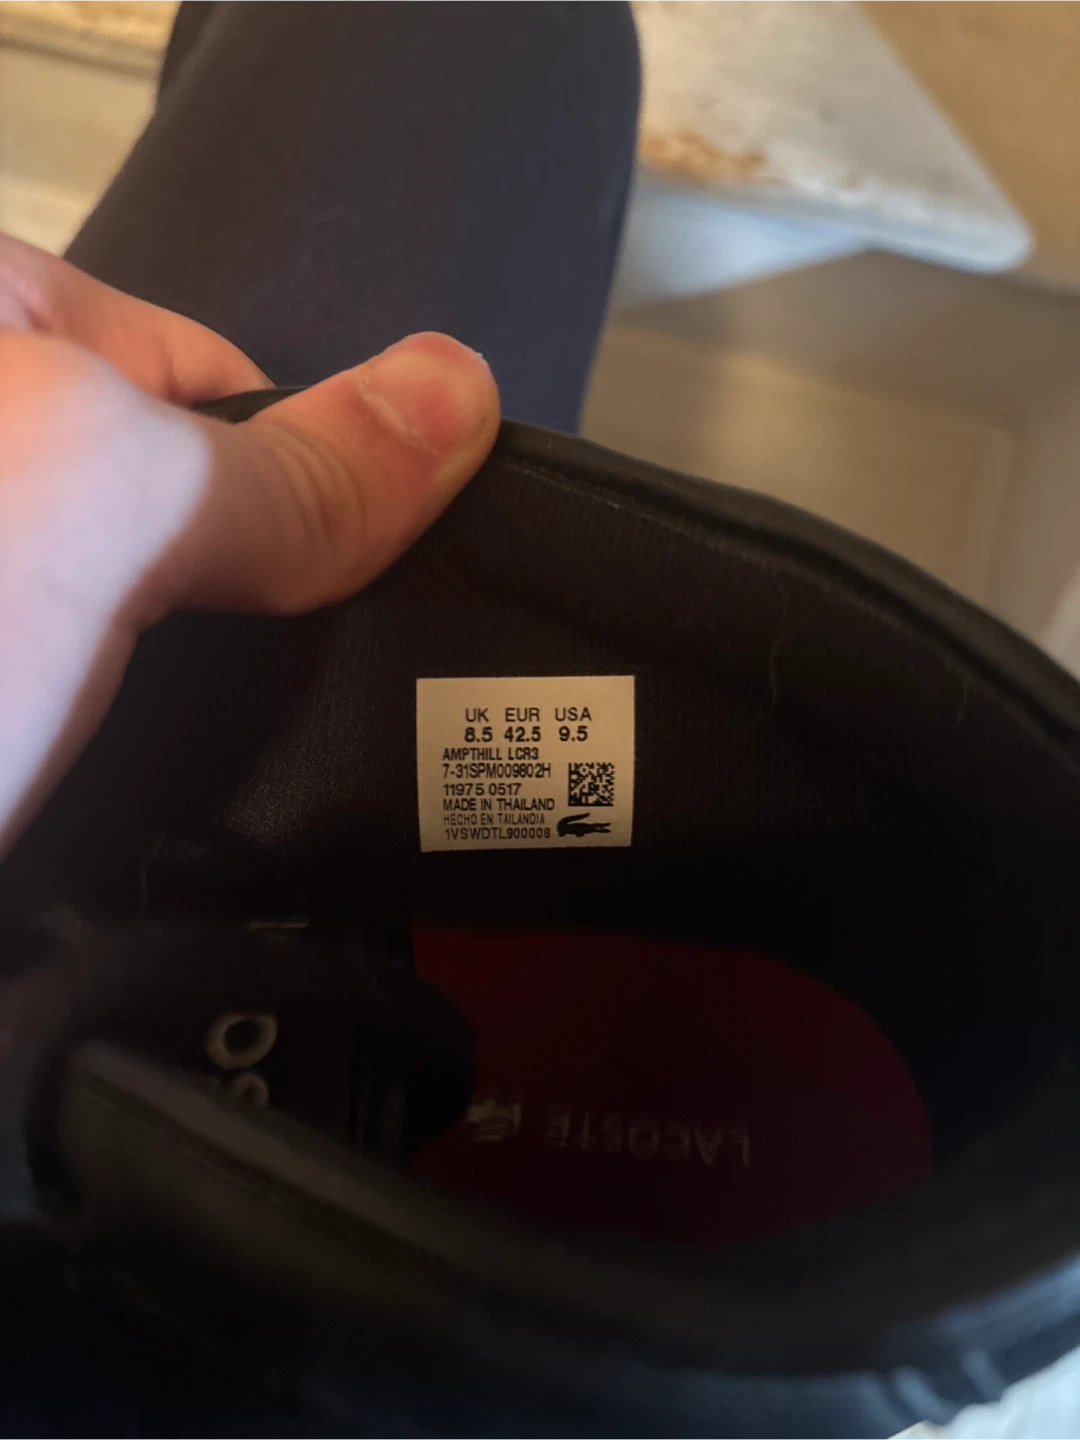 UK EUR USA
8.5 42.5 9.5
AMPTHILL LCR3
7-31SPM009802H
11975 0517
MADE IN THAILAND
HECHO EN TAILANDIA
1VSWDTL900008
LACOSTE